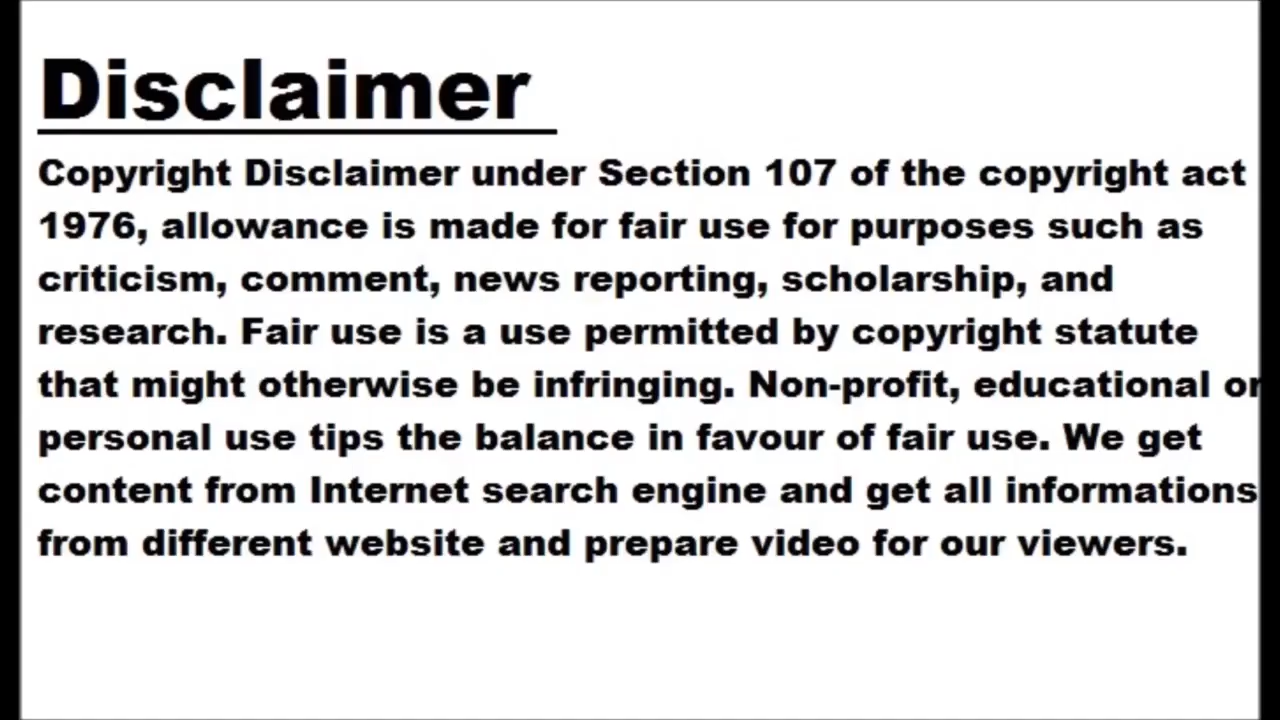 Disclaimer
Copyright Disclaimer under Section 107 of the copyright act
1976, allowance is made for fair use for purposes such as
criticism, comment, news reporting, scholarship, and
research. Fair use is a use permitted by copyright statute
that might otherwise be infringing. Non-profit, educational or
personal use tips the balance in favour of fair use. We get
content from Internet search engine and get all informations
from different website and prepare video for our viewers.